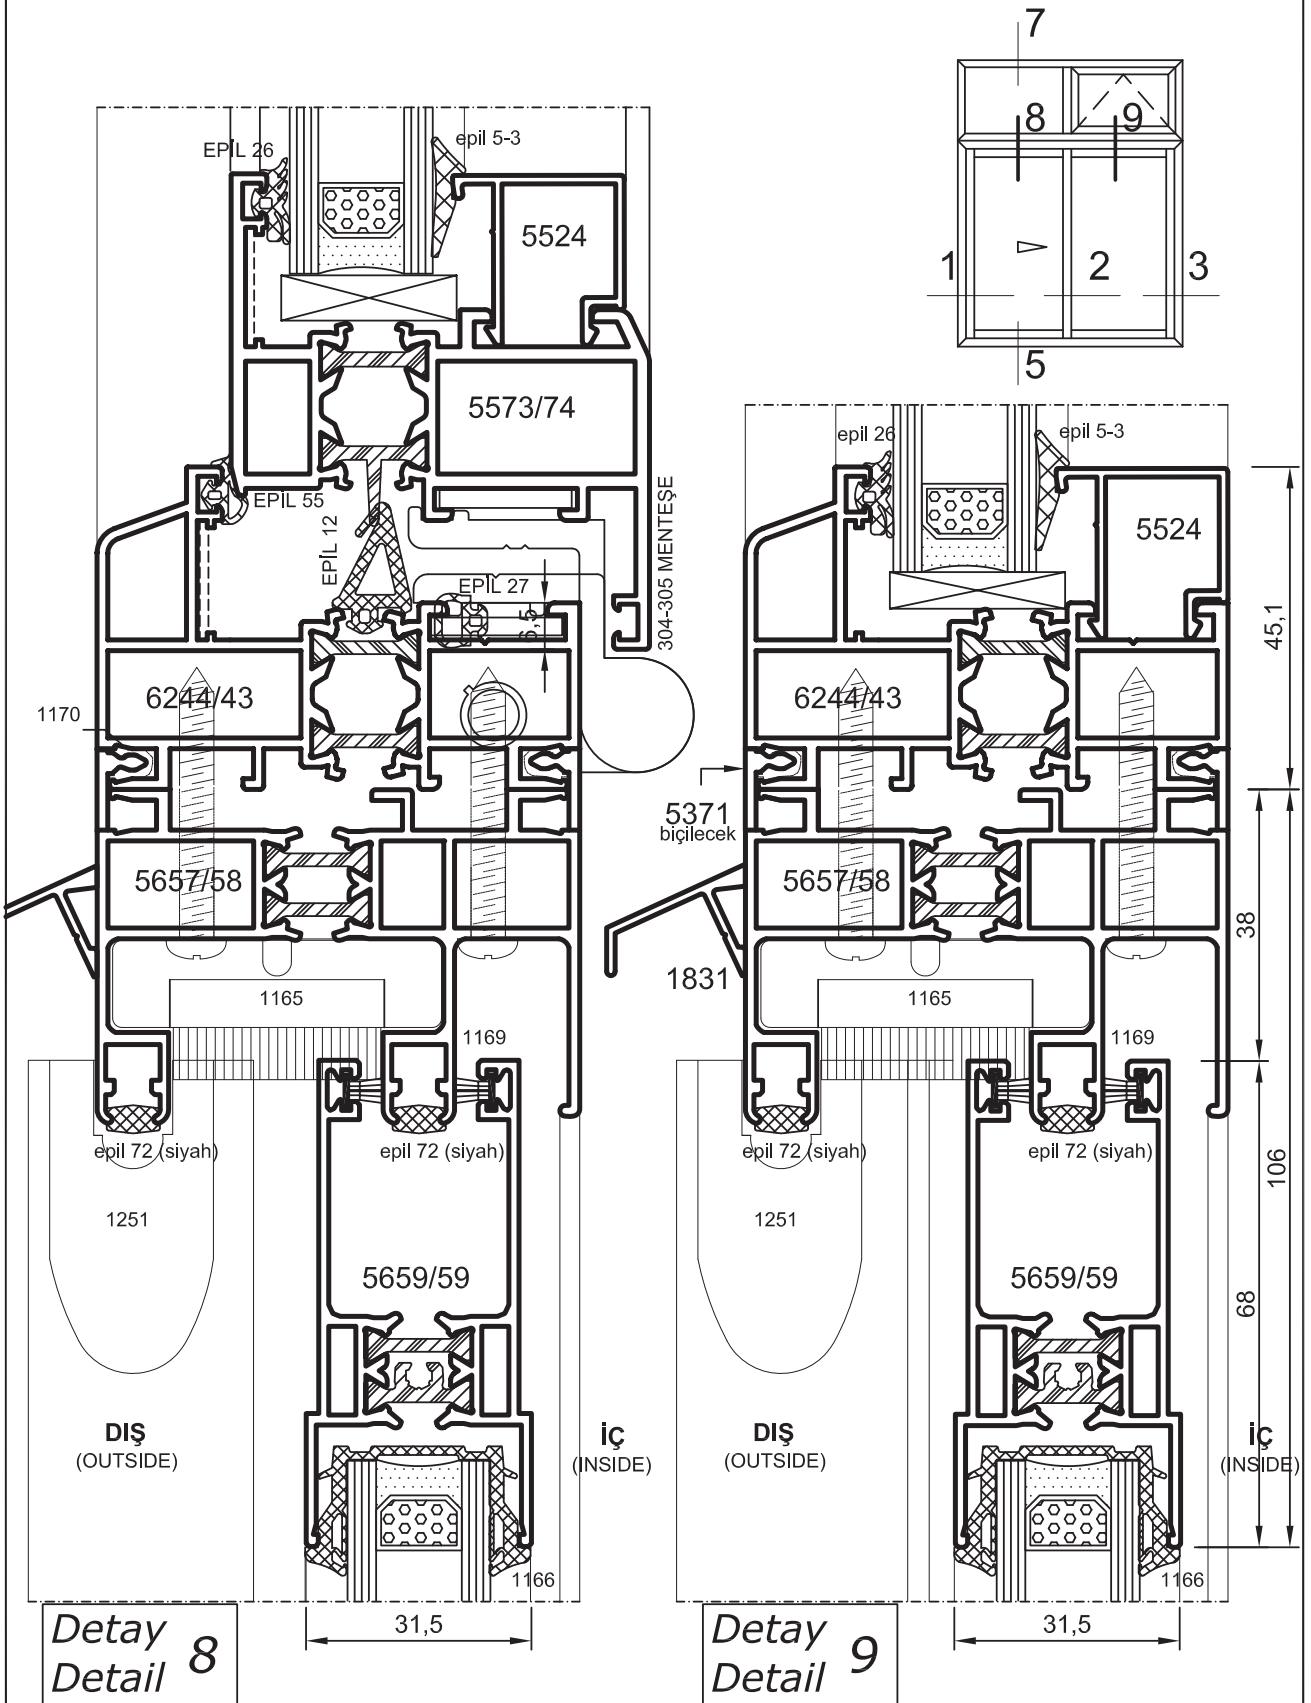 7
8
9
1
2
3
5
EPİL 26
epil 5-3
5524
5573/74
EPİL 55
EPİL 12
EPİL 27
6,5
304-305 MENTEŞE
6244/43
1170
5657/58
1165
1169
epil 72 (siyah)
epil 72 (siyah)
1251
5659/59
DIŞ
(OUTSIDE)
İÇ
(INSIDE)
1166
31,5
Detay
Detail 8
epil 26
epil 5-3
5524
6244/43
5371
biçilecek
5657/58
1831
1165
1169
epil 72 (siyah)
epil 72 (siyah)
1251
5659/59
45,1
38
106
68
DIŞ
(OUTSIDE)
İÇ
(INSIDE)
1166
31,5
Detay
Detail 9